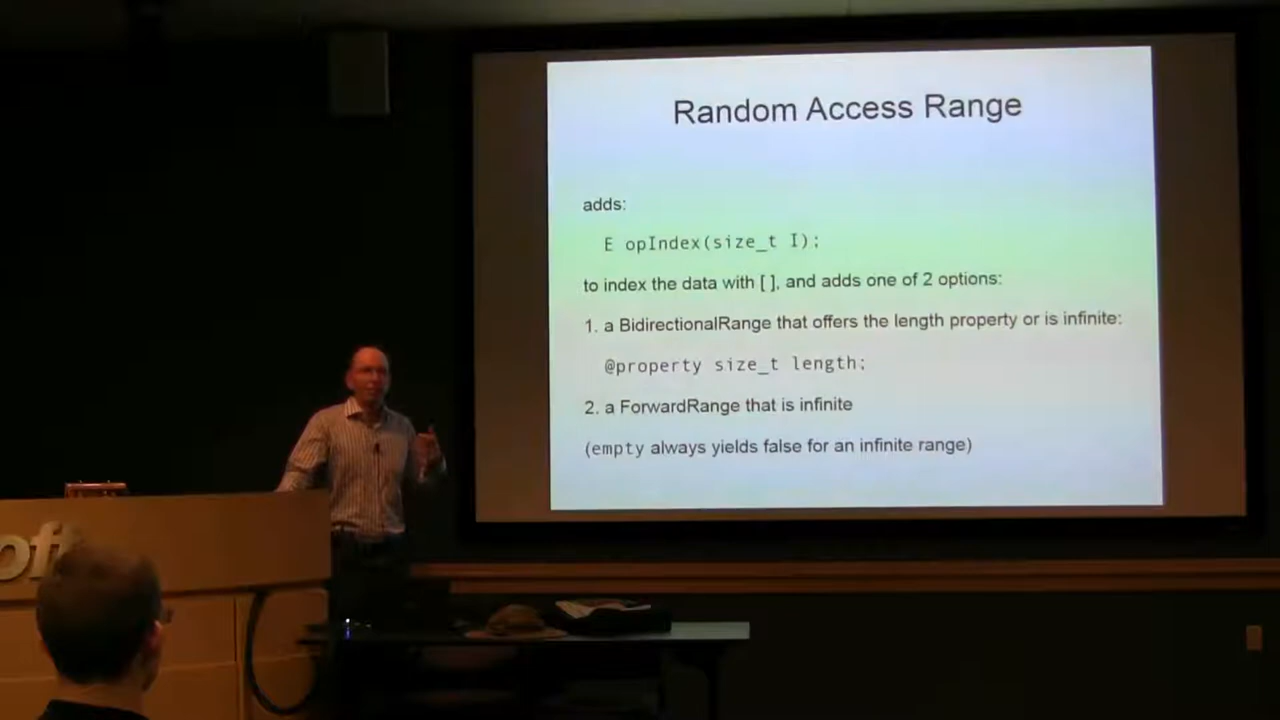 Random Access Range
adds:
E opIndex(size_t I);
to index the data with [ ], and adds one of 2 options:
1. a BidirectionalRange that offers the length property or is infinite:
@property size_t length;
2. a ForwardRange that is infinite
(empty always yields false for an infinite range)
oft